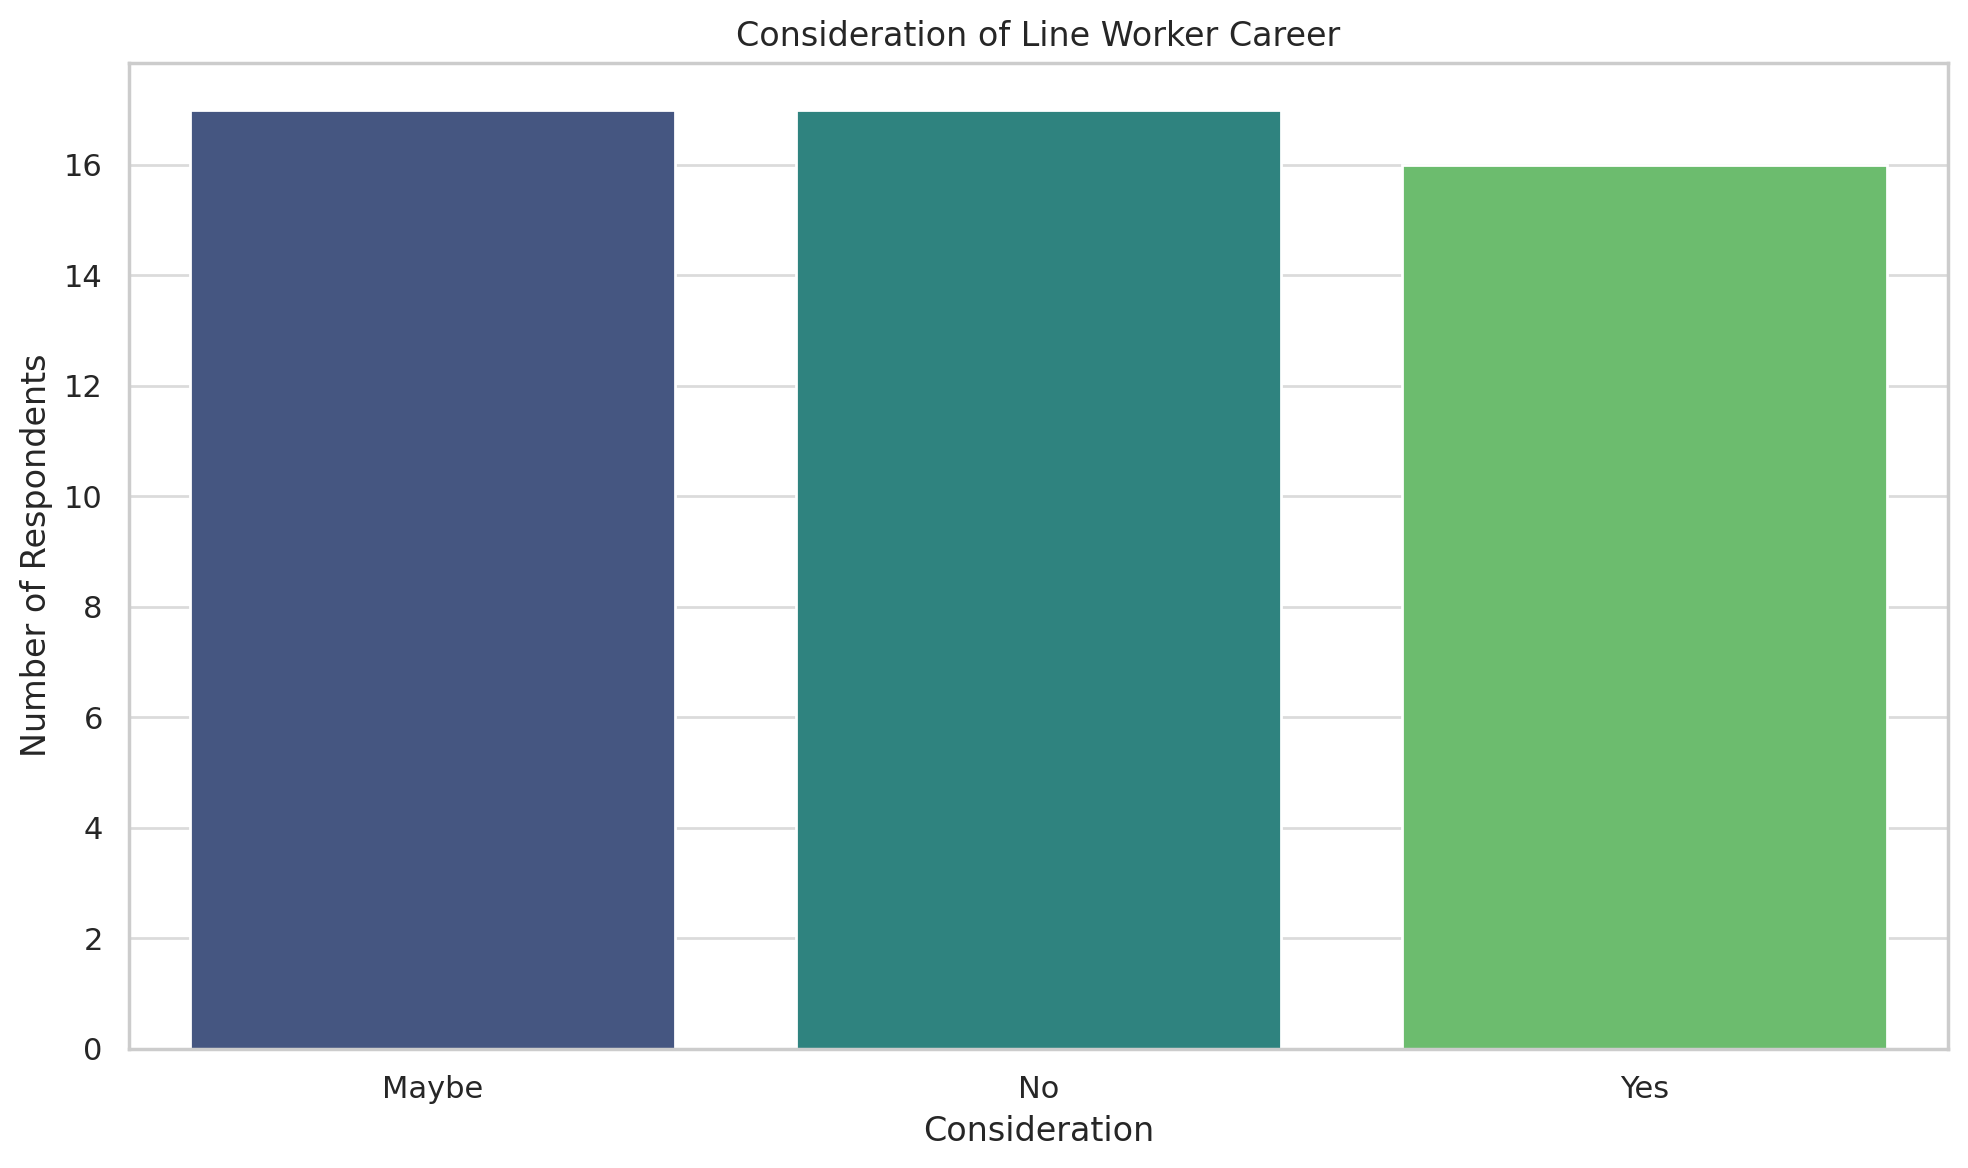 Consideration of Line Worker Career
Number of Respondents
16
14
12
10
8
6
4
2
0
Maybe No Yes
Consideration